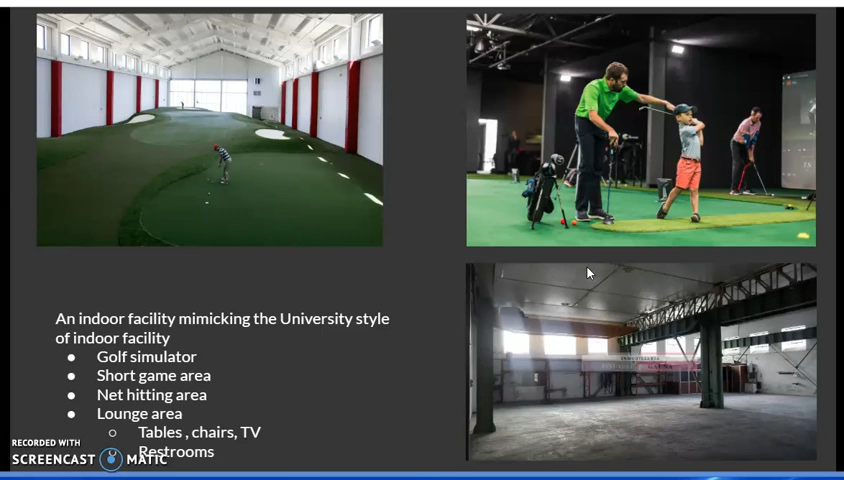 An indoor facility mimicking the University style
of indoor facility
● Golf simulator
● Short game area
● Net hitting area
● Lounge area
○ Tables , chairs, TV
Restrooms
RECORDED WITH
SCREENCAST MATIC